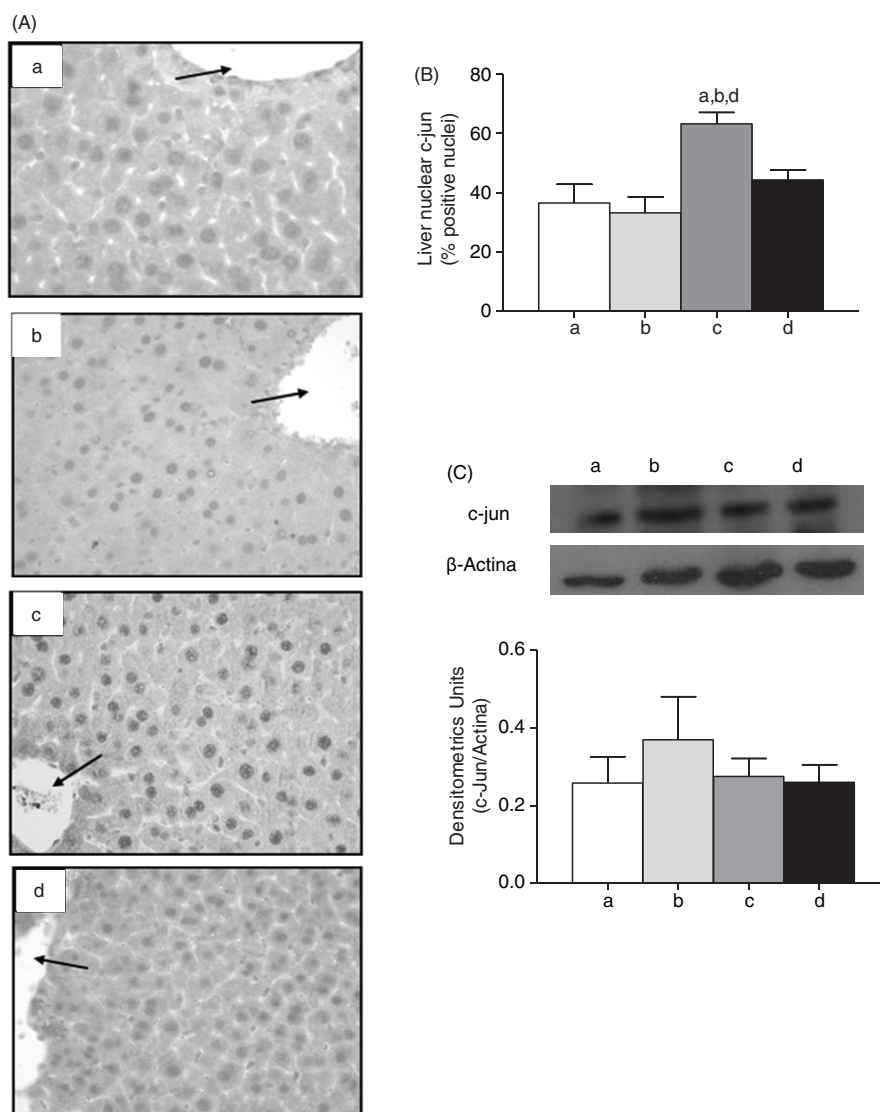 (A)
a
b
c
d
(B)
Liver nuclear c-jun
(% positive nuclei)
80
60
40
20
0
a,b,d
a b c d
(C)
a b c d
c-jun
β-Actina
Densitometrics Units
(c-Jun/Actina)
0.6
0.4
0.2
0.0
a b c d